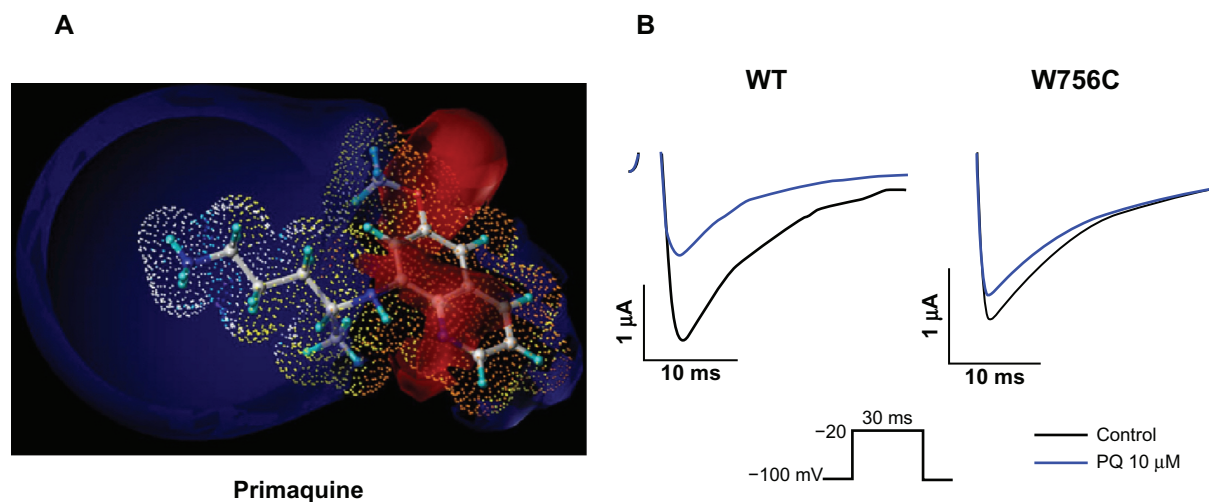 A
B
WT
W756C
1 μA
10 ms
1 μA
10 ms
30 ms
−20
−100 mV
Control
PQ 10 μM
Primaquine